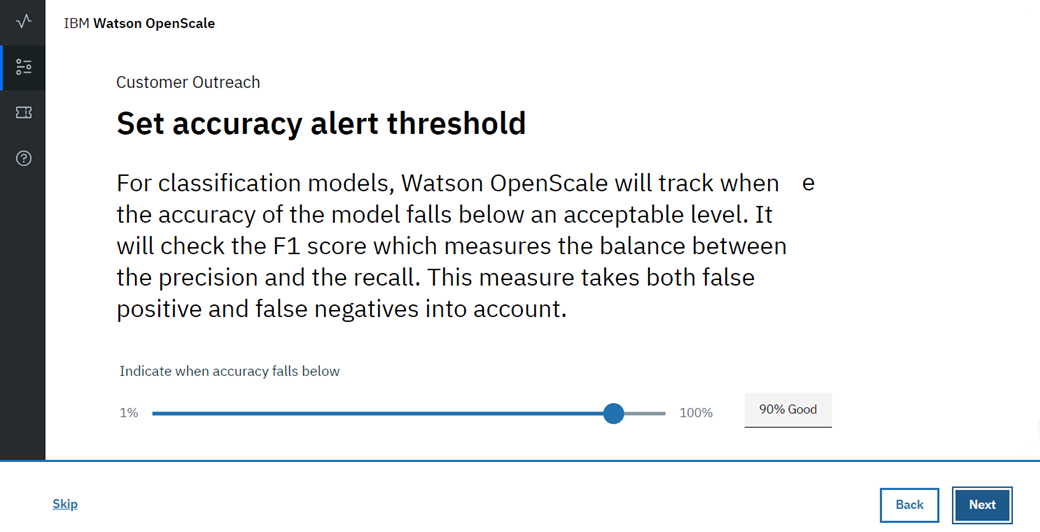 IBM Watson OpenScale
Customer Outreach
Set accuracy alert threshold
For classification models, Watson OpenScale will track when e
the accuracy of the model falls below an acceptable level. It
will check the F1 score which measures the balance between
the precision and the recall. This measure takes both false
positive and false negatives into account.
Indicate when accuracy falls below
1% 100% 90% Good
Skip Back Next